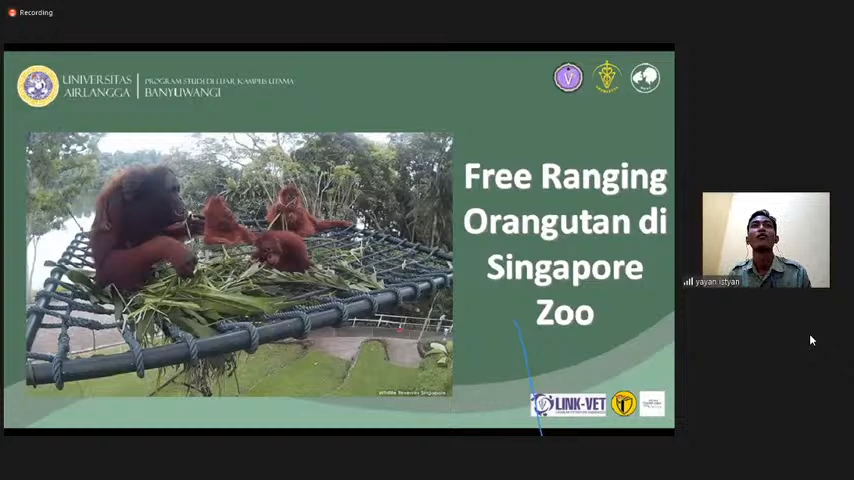 Recording
UNIVERSITAS
AIRLANGGA
PROGRAM STUDI DI LUAR KAMPUS UTAMA
BANYUWANGI
Free Ranging
Orangutan di
Singapore
Zoo
yayan istyan
Wildlife Reserves Singapore
LINK-VET